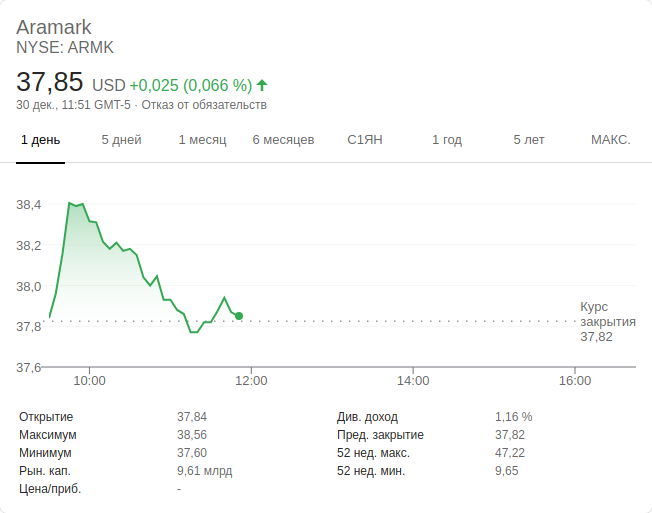 Aramark
NYSE: ARMK
37,85 USD +0,025 (0,066 %)
30 дек., 11:51 GMT-5 · Отказ от обязательств
1 день 5 дней 1 месяц 6 месяцев С1ЯН 1 год 5 лет МАКС.
38,4
38,2
38,0
37,8
37,6
Курс
закрытия
37,82
10:00 12:00 14:00 16:00
Открытие 37,84 Див. доход 1,16 %
Максимум 38,56 Пред. закрытие 37,82
Минимум 37,60 52 нед. макс. 47,22
Рын. кап. 9,61 млрд 52 нед. мин. 9,65
Цена/приб. -